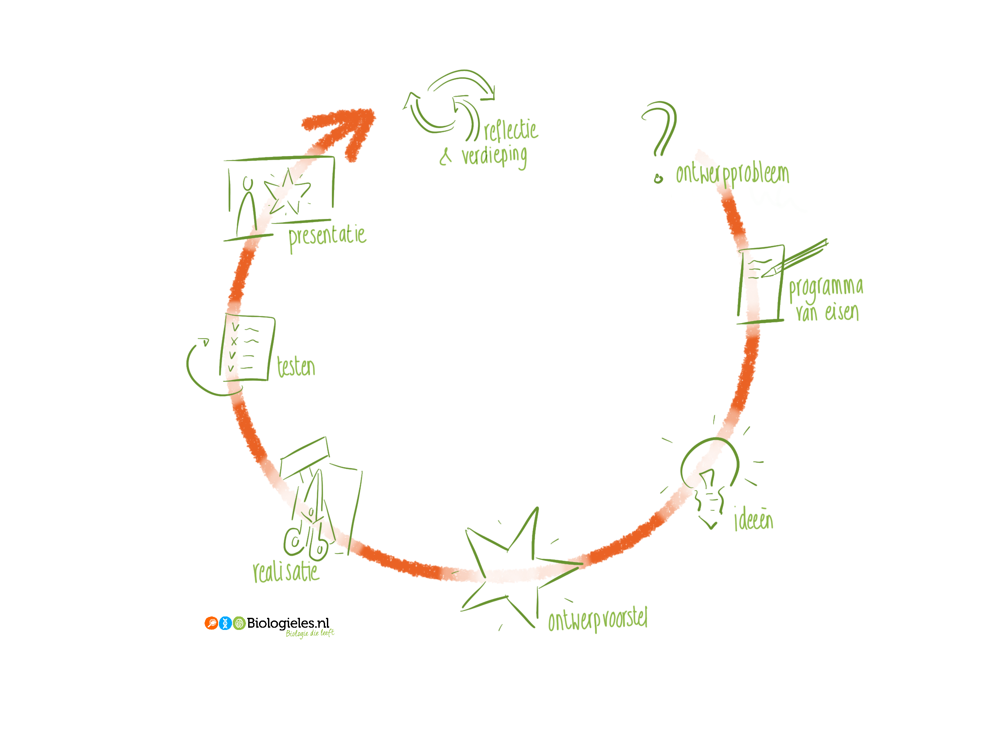 reflectie
& verdieping
ontwerpprobleem
programma
van eisen
ideeën
ontwerpvoorstel
realisatie
testen
presentatie
Biologieles.nl
Biologie die leeft